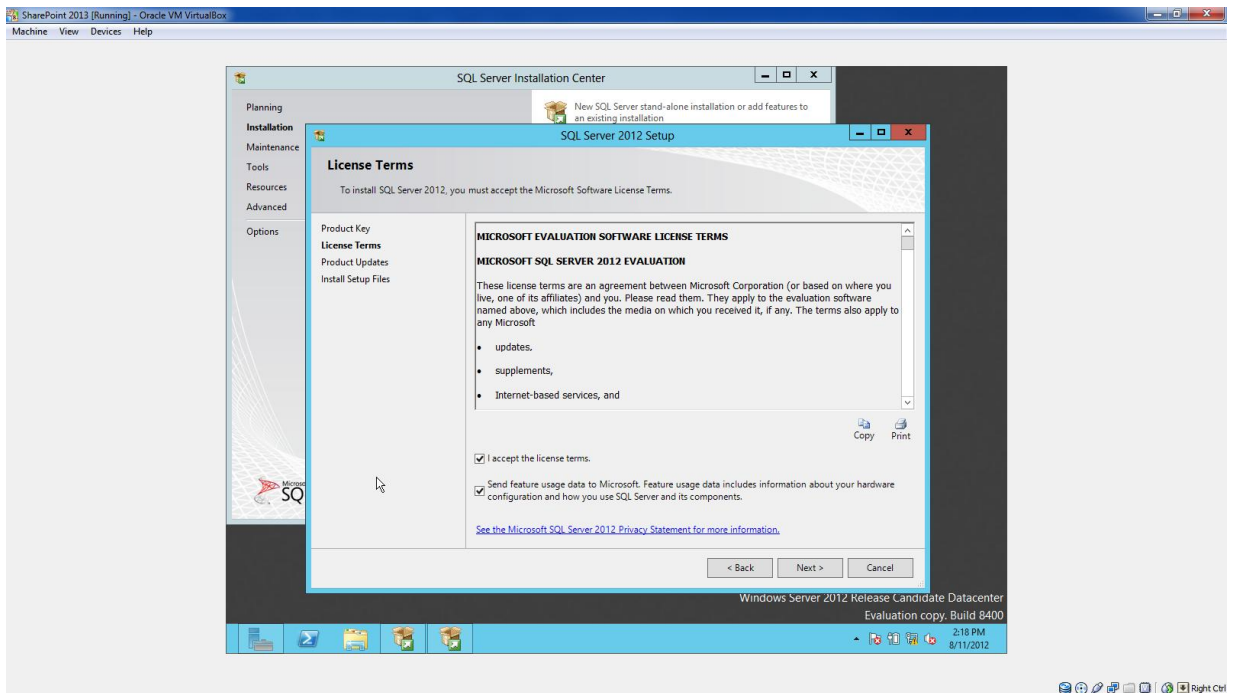 SharePoint 2013 [Running] - Oracle VM VirtualBox
Machine View Devices Help
SQL Server Installation Center
Planning
Installation
Maintenance
Tools
Resources
Advanced
Options
New SQL Server stand-alone installation or add features to
an existing installation
SQL Server 2012 Setup
License Terms
To install SQL Server 2012, you must accept the Microsoft Software License Terms.
Product Key
License Terms
Product Updates
Install Setup Files
MICROSOFT EVALUATION SOFTWARE LICENSE TERMS
MICROSOFT SQL SERVER 2012 EVALUATION
These license terms are an agreement between Microsoft Corporation (or based on where you
live, one of its affiliates) and you. Please read them. They apply to the evaluation software
named above, which includes the media on which you received it, if any. The terms also apply to
any Microsoft
• updates,
• supplements,
• Internet-based services, and
Copy Print
I accept the license terms.
Send feature usage data to Microsoft. Feature usage data includes information about your hardware
configuration and how you use SQL Server and its components.
See the Microsoft SQL Server 2012 Privacy Statement for more information.
< Back Next > Cancel
Microso
SQ
Windows Server 2012 Release Candidate Datacenter
Evaluation copy. Build 8400
2:18 PM
8/11/2012
Right Ctrl